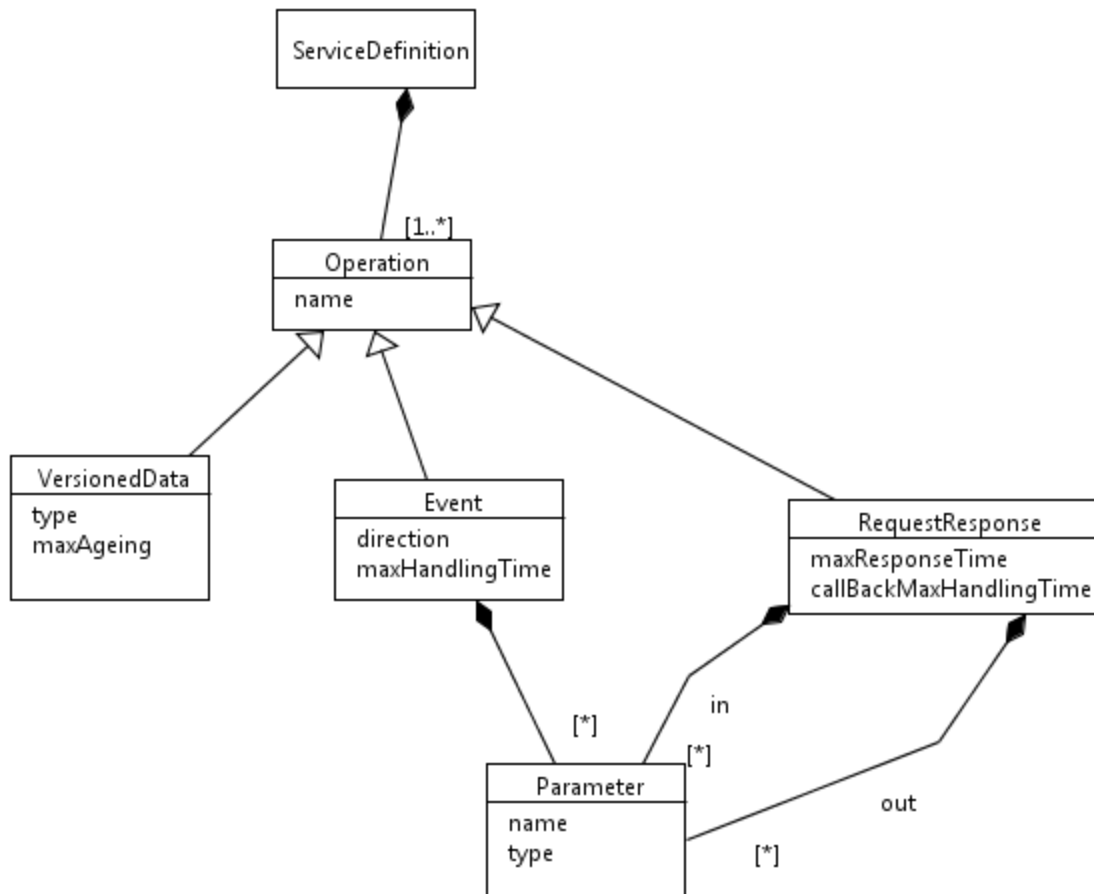 ServiceDefinition
[1..*]
Operation
name
VersionedData
type
maxAgeing
Event
direction
maxHandlingTime
RequestResponse
maxResponseTime
callBackMaxHandlingTime
in
[*]
[*]
Parameter
name
type
out
[*]